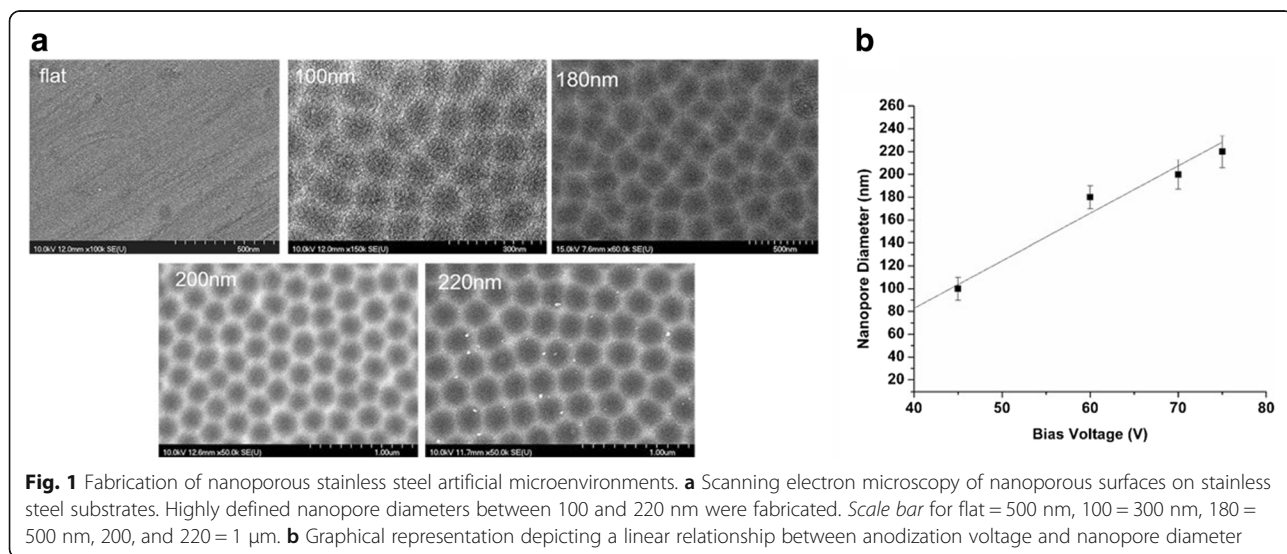 a
b
flat
10.0kV 12.0mm x100k SE(U)
500nm
100nm
10.0kV 12.0mm x150k SE(U)
300nm
180nm
15.0kV 7.6mm x60.0k SE(U)
500nm
200nm
10.0kV 12.6mm x50.0k SE(U)
1.00um
220nm
10.0kV 11.7mm x50.0k SE(U)
1.00um
Nanopore Diameter (nm)
260
240
220
200
180
160
140
120
100
80
60
40
20
40
50
60
70
80
Bias Voltage (V)
Fig. 1 Fabrication of nanoporous stainless steel artificial microenvironments. a Scanning electron microscopy of nanoporous surfaces on stainless
steel substrates. Highly defined nanopore diameters between 100 and 220 nm were fabricated. Scale bar for flat = 500 nm, 100 = 300 nm, 180 =
500 nm, 200, and 220 = 1 μm. b Graphical representation depicting a linear relationship between anodization voltage and nanopore diameter